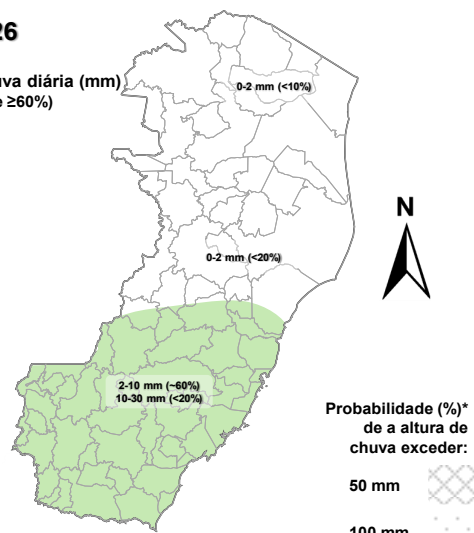 26
uva diária (mm)
e ≥60%)
0-2 mm (<10%)
N
0-2 mm (<20%)
2-10 mm (~60%)
10-30 mm (<20%)
Probabilidade (%)*
de a altura de
chuva exceder:
50 mm
100 mm